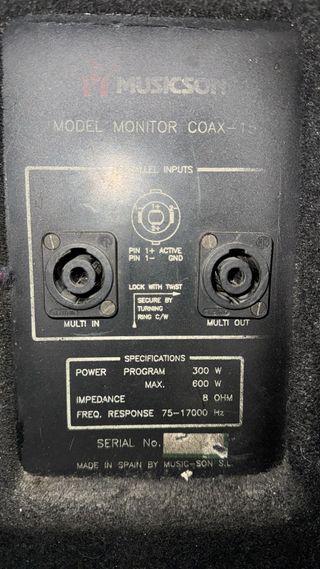 MUSICSON
MODEL MONITOR COAX-15
PARALLEL INPUTS
1+
2+
PIN 1+ ACTIVE
PIN 1- GND
LOCK WITH TWIST
SECURE BY
TURNING
RING C/W
MULTI IN
MULTI OUT
SPECIFICATIONS
POWER PROGRAM 300 W
MAX. 600 W
IMPEDANCE 8 OHM
FREQ. RESPONSE 75-17000 Hz
SERIAL No.
MADE IN SPAIN BY MUSIC-SON S.L.